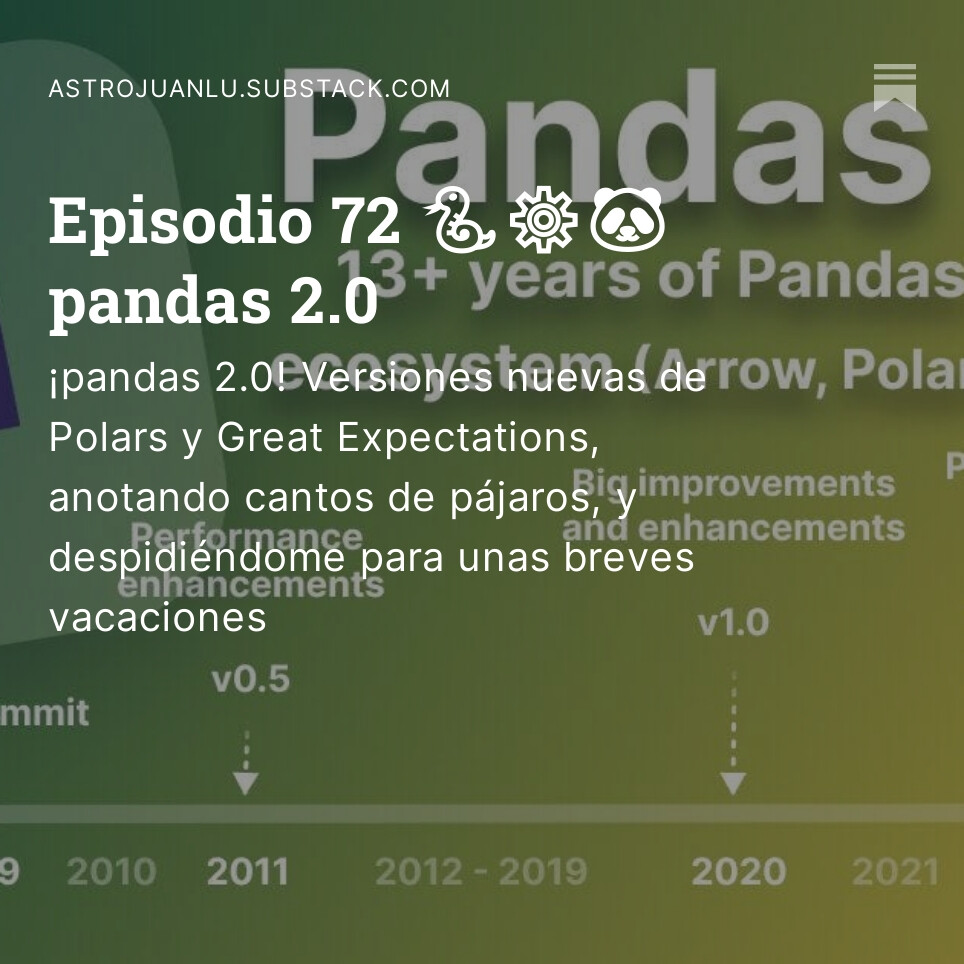 ASTROJUANLU.SUBSTACK.COM
Pandas
Episodio 72 🐍⚙️🐼
13+ years of Pandas
pandas 2.0
ecosystem (Arrow, Polar
¡pandas 2.0! Versiones nuevas de
Polars y Great Expectations,
anotando cantos de pájaros, y
despidiéndome para unas breves
vacaciones
Big improvements
and enhancements
Performance
enhancements
v1.0
v0.5
mmit
9 2010 2011 2012 - 2019 2020 2021